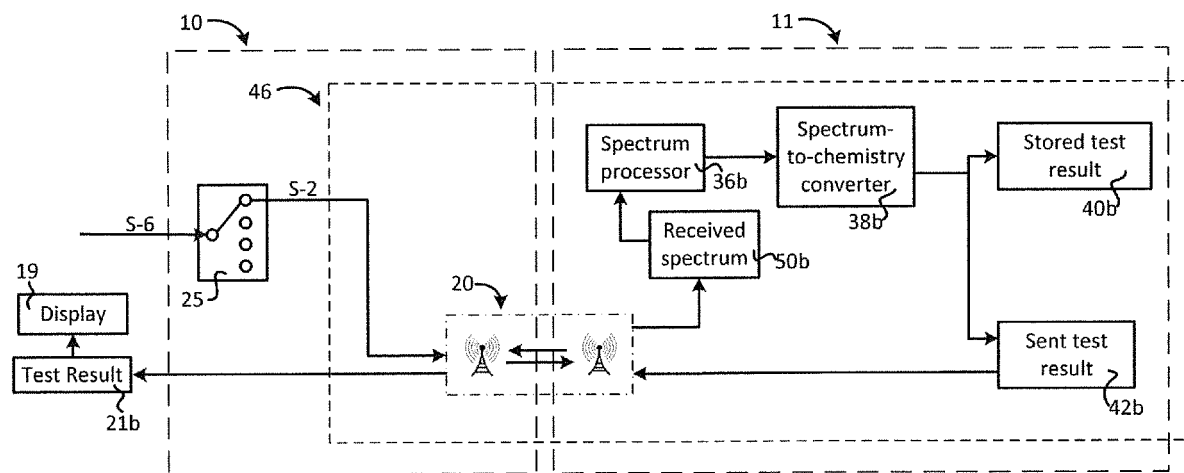 10
11
46
Spectrum
processor
36b
Spectrum-
to-chemistry
converter
38b
Stored test
result
40b
S-2
S-6
25
Received
spectrum
50b
19
Display
20
Test Result
21b
Sent test
result
42b